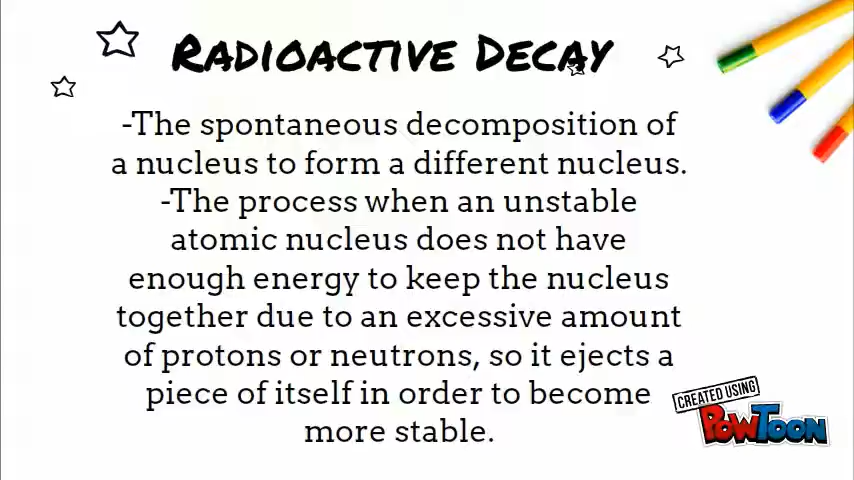 Radioactive Decay
-The spontaneous decomposition of
a nucleus to form a different nucleus.
-The process when an unstable
atomic nucleus does not have
enough energy to keep the nucleus
together due to an excessive amount
of protons or neutrons, so it ejects a
piece of itself in order to become
more stable.
CREATED USING
POWTOON